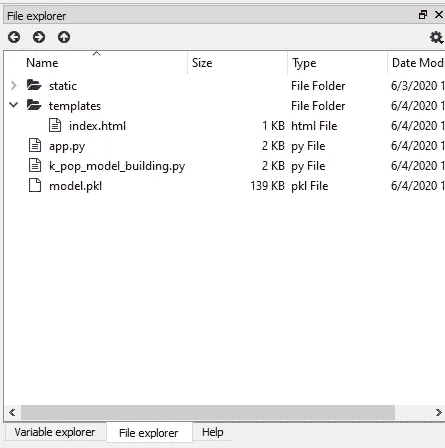 File explorer
Name Size Type Date Mod
static File Folder 6/3/2020 1
templates File Folder 6/4/2020 1
index.html 1 KB html File 6/4/2020 1
app.py 2 KB py File 6/4/2020 1
k_pop_model_building.py 2 KB py File 6/4/2020 1
model.pkl 139 KB pkl File 6/4/2020 1
Variable explorer File explorer Help